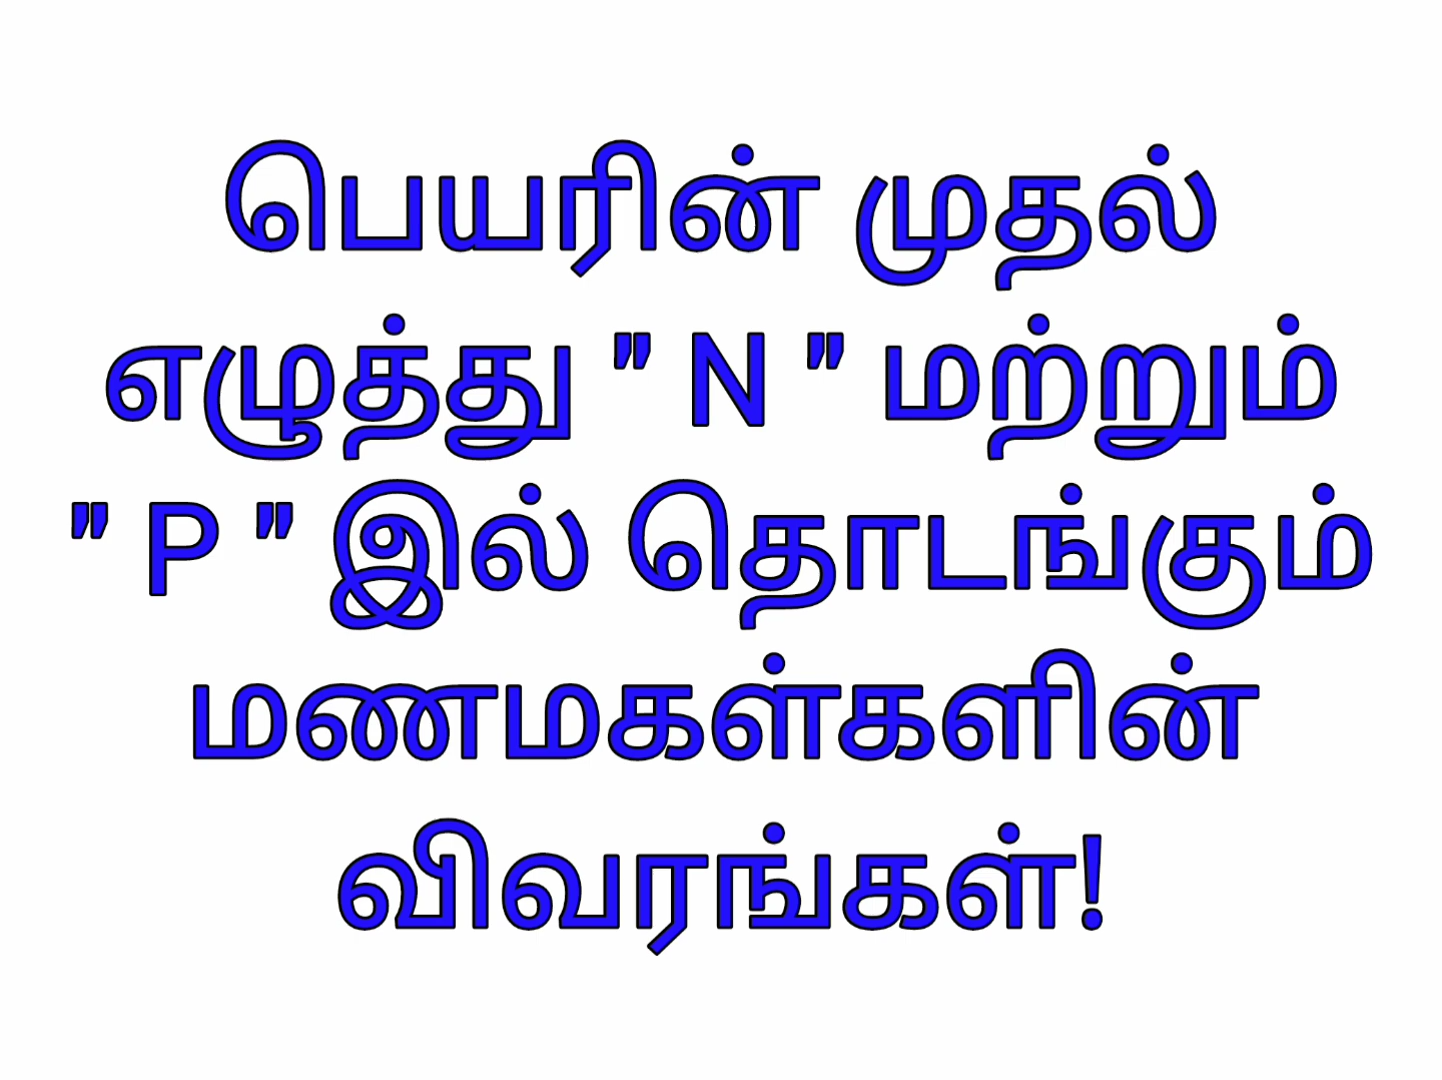 பெயரின் முதல்
எழுத்து " N " மற்றும்
" P " இல் தொடங்கும்
மணமகள்களின்
விவரங்கள்!